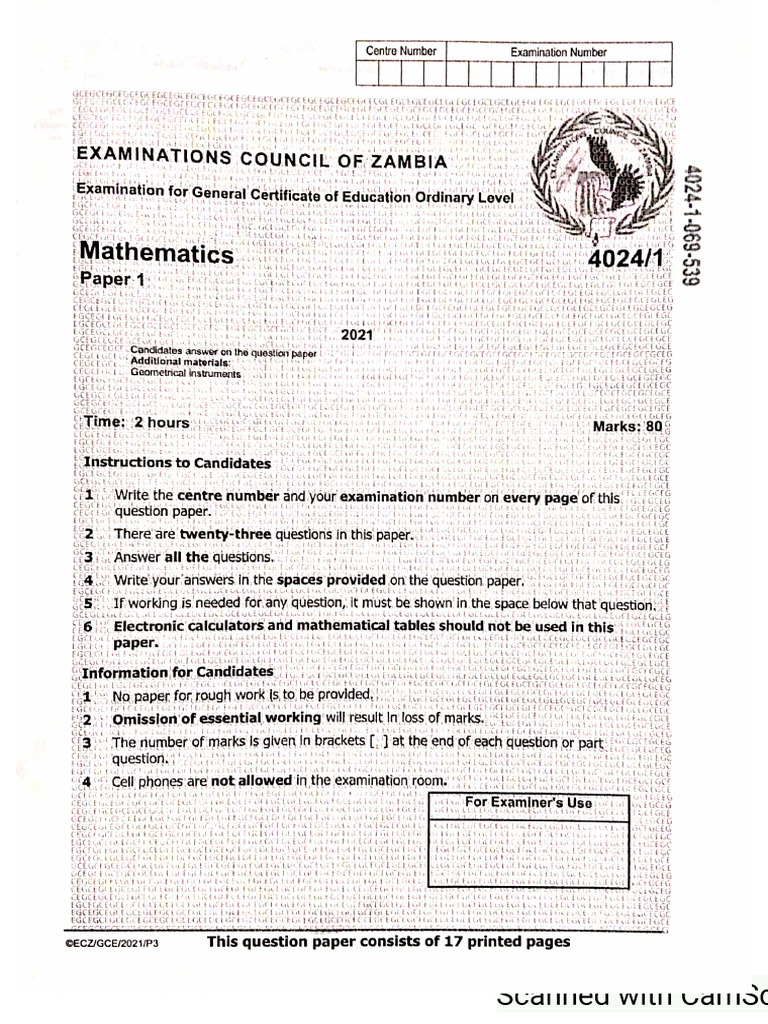 Centre Number Examination Number
EXAMINATIONS COUNCIL OF ZAMBIA
Examination for General Certificate of Education Ordinary Level
EXAMINATIONS COUNCIL OF ZAMBIA
4024-1-069-539
Mathematics 4024/1
Paper 1
2021
Candidates answer on the question paper
Additional materials:
Geometrical instruments
Time: 2 hours Marks: 80
Instructions to Candidates
1 Write the centre number and your examination number on every page of this
question paper.
2 There are twenty-three questions in this paper.
3 Answer all the questions.
4 Write your answers in the spaces provided on the question paper.
5 If working is needed for any question, it must be shown in the space below that question.
6 Electronic calculators and mathematical tables should not be used in this
paper.
Information for Candidates
1 No paper for rough work is to be provided.
2 Omission of essential working will result in loss of marks.
3 The number of marks is given in brackets [ ] at the end of each question or part
question.
4 Cell phones are not allowed in the examination room.
For Examiner's Use
©ECZ/GCE/2021/P3 This question paper consists of 17 printed pages
Scanned with CamSc